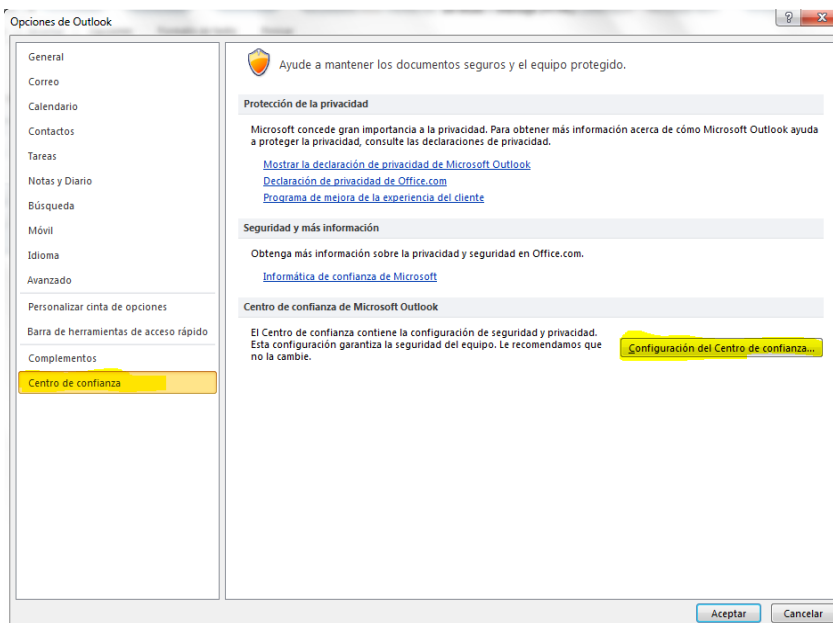 Opciones de Outlook
General
Correo
Calendario
Contactos
Tareas
Notas y Diario
Búsqueda
Móvil
Idioma
Avanzado
Personalizar cinta de opciones
Barra de herramientas de acceso rápido
Complementos
Centro de confianza
Ayude a mantener los documentos seguros y el equipo protegido.
Protección de la privacidad
Microsoft concede gran importancia a la privacidad. Para obtener más información acerca de cómo Microsoft Outlook ayuda
a proteger la privacidad, consulte las declaraciones de privacidad.
Mostrar la declaración de privacidad de Microsoft Outlook
Declaración de privacidad de Office.com
Programa de mejora de la experiencia del cliente
Seguridad y más información
Obtenga más información sobre la privacidad y seguridad en Office.com.
Informática de confianza de Microsoft
Centro de confianza de Microsoft Outlook
El Centro de confianza contiene la configuración de seguridad y privacidad.
Esta configuración garantiza la seguridad del equipo. Le recomendamos que
no la cambie.
Configuración del Centro de confianza...
Aceptar
Cancelar